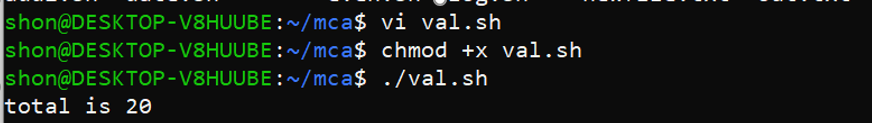 shon@DESKTOP-V8HUUBE:~/mca$ vi val.sh
shon@DESKTOP-V8HUUBE:~/mca$ chmod +x val.sh
shon@DESKTOP-V8HUUBE:~/mca$ ./val.sh
total is 20